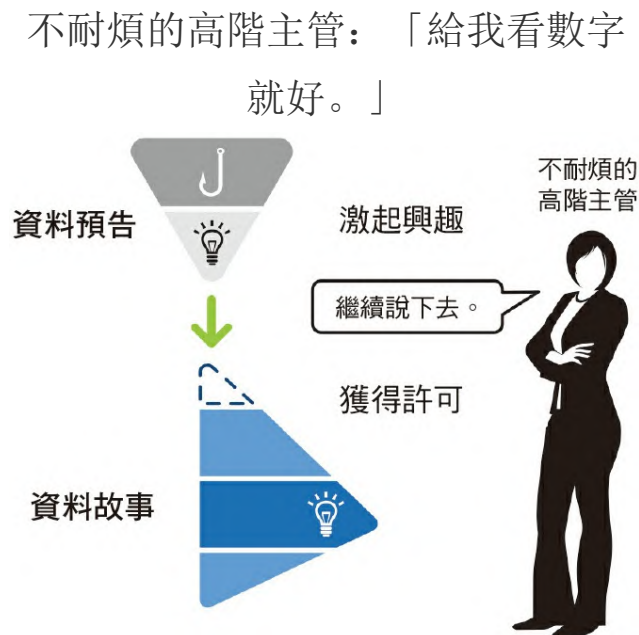 不耐煩的高階主管：「給我看數字
就好。」
不耐煩的
高階主管
資料預告
激起興趣
繼續說下去。
獲得許可
資料故事